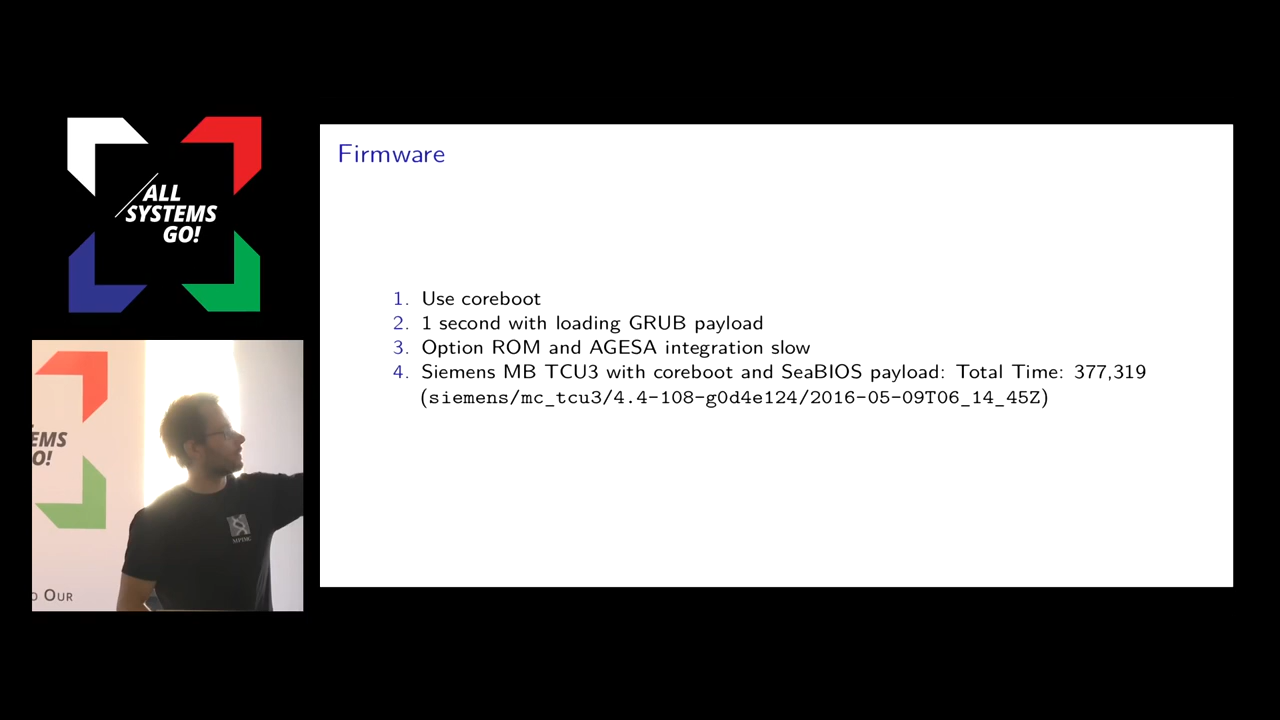 ALL
SYSTEMS
GO!
Firmware
1. Use coreboot
2. 1 second with loading GRUB payload
3. Option ROM and AGESA integration slow
4. Siemens MB TCU3 with coreboot and SeaBIOS payload: Total Time: 377,319
(siemens/mc_tcu3/4.4-108-g0d4e124/2016-05-09T06_14_45Z)
EMS
O!
OUR